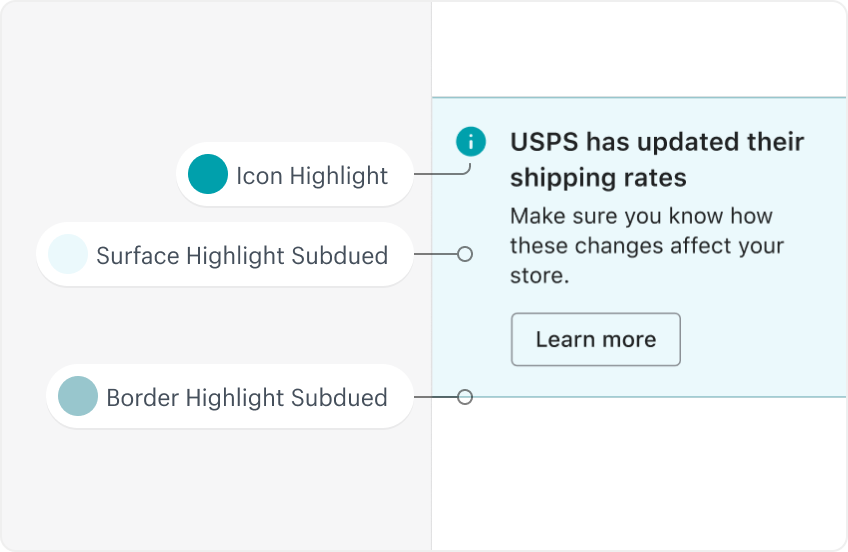 Icon Highlight
Surface Highlight Subdued
Border Highlight Subdued
USPS has updated their
shipping rates
Make sure you know how
these changes affect your
store.
Learn more